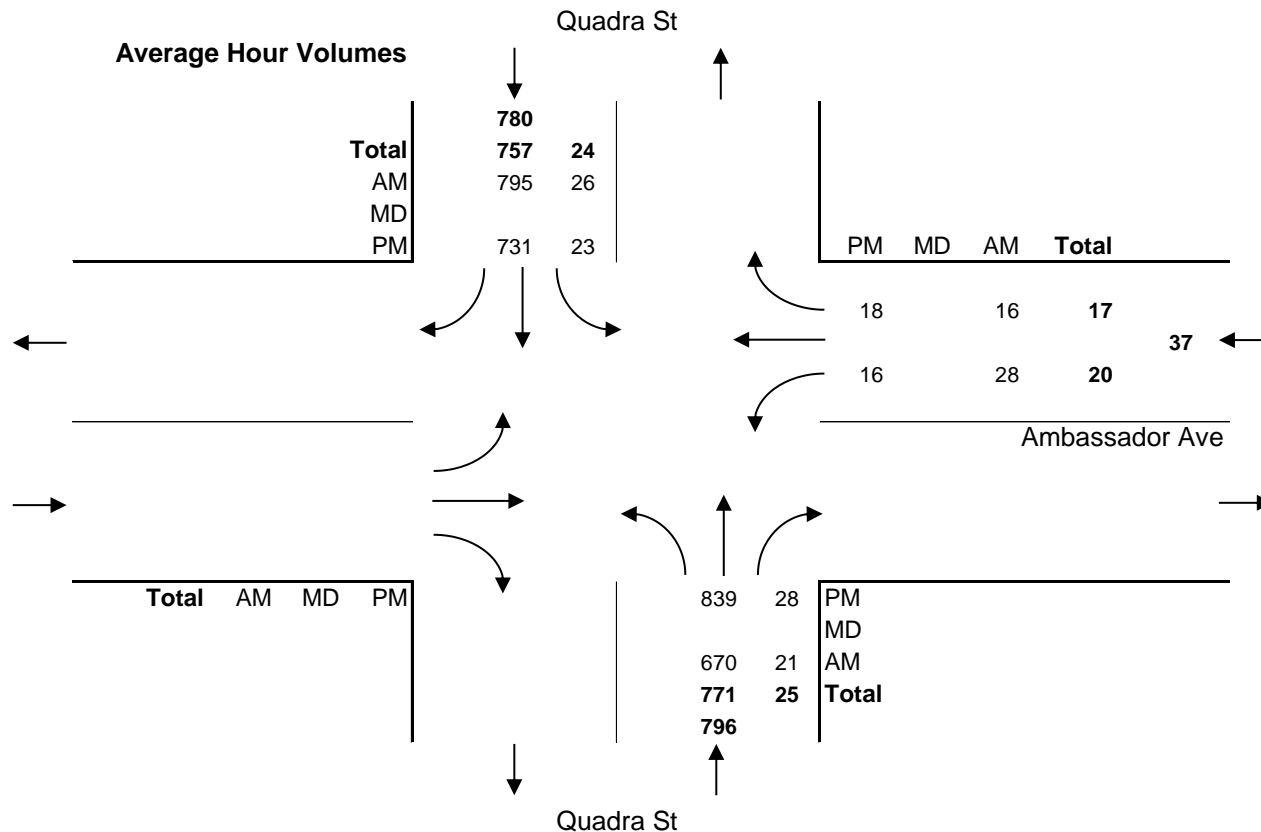 Quadra St
Average Hour Volumes
780
Total 757 24
AM 795 26
MD
PM 731 23
PM MD AM Total
18 16 17
37
16 28 20
Ambassador Ave
Total AM MD PM
839 28 PM
MD
670 21 AM
771 25 Total
796
Quadra St